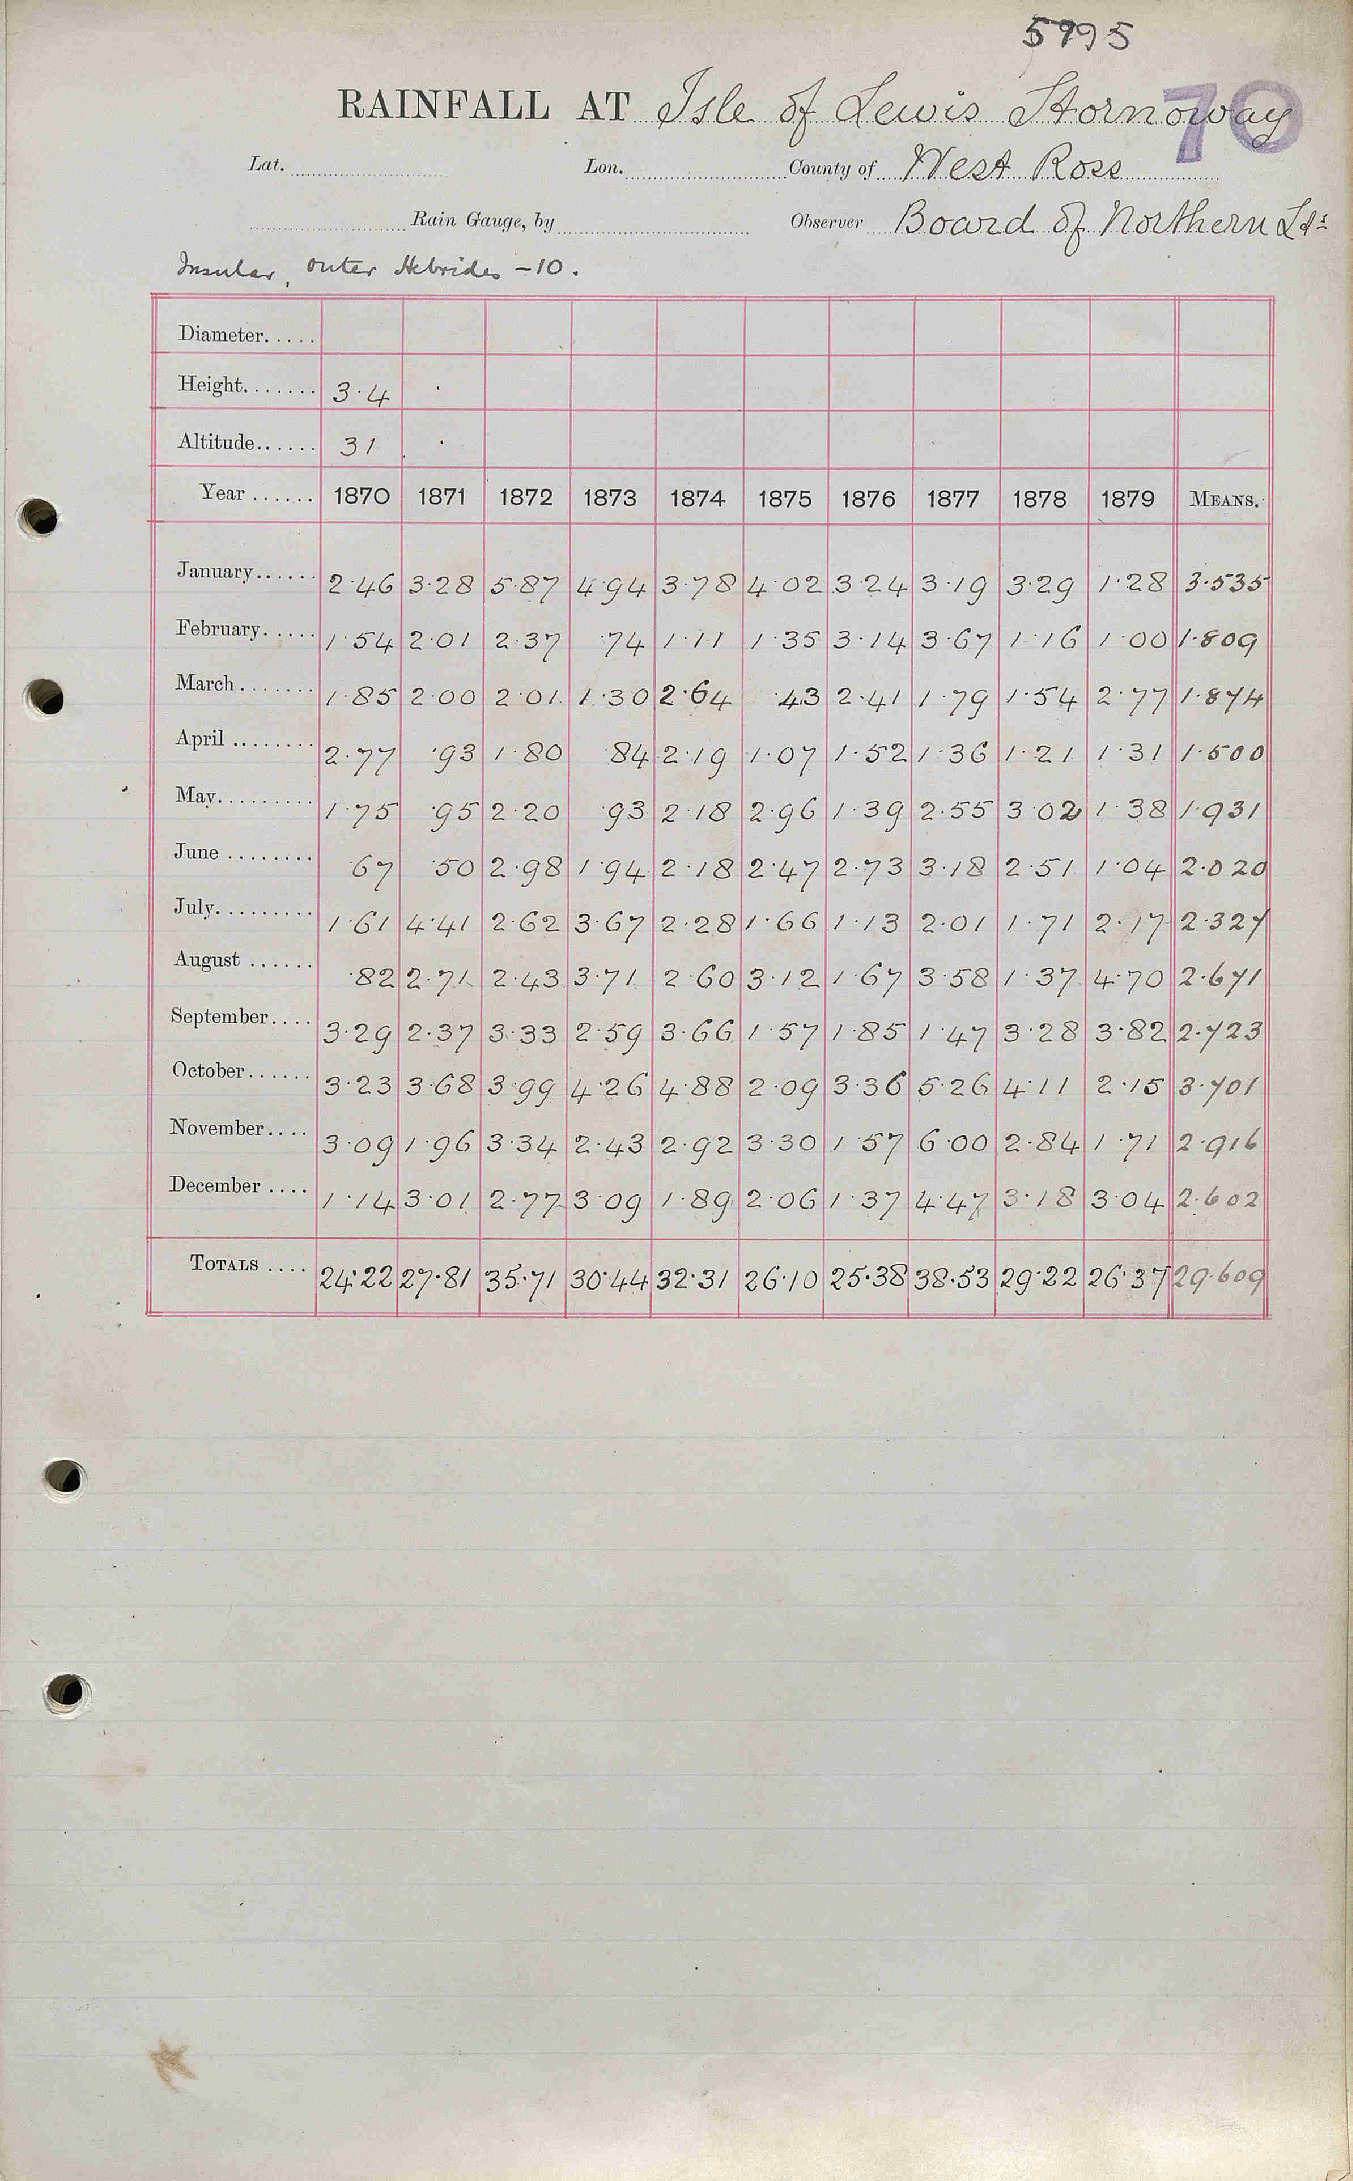 5995
70
RAINFALL AT Isle of Lewis Stornoway
Lat. Lon. County of West Ross
Rain Gauge, by Observer Board of Northern Lts
Insular, Outer Hebrides - 10.
Diameter.....
Height....... 3·4 ·
Altitude...... 31 ·
Year ...... 1870 1871 1872 1873 1874 1875 1876 1877 1878 1879 MEANS.
January...... 2·46 3·28 5·87 4·94 3·78 4·02 3·24 3·19 3·29 1·28 3·535
February..... 1·54 2·01 2·37 ·74 1·11 1·35 3·14 3·67 1·16 1·00 1·809
March....... 1·85 2·00 2·01 1·30 2·64 ·43 2·41 1·79 1·54 2·77 1·874
April ........ 2·77 ·93 1·80 ·84 2·19 1·07 1·52 1·36 1·21 1·31 1·500
May......... 1·75 ·95 2·20 ·93 2·18 2·96 1·39 2·55 3·02 1·38 1·931
June ........ ·67 ·50 2·98 1·94 2·18 2·47 2·73 3·18 2·51 1·04 2·020
July......... 1·61 4·41 2·62 3·67 2·28 1·66 1·13 2·01 1·71 2·17 2·327
August ...... ·82 2·71 2·43 3·71 2·60 3·12 1·67 3·58 1·37 4·70 2·671
September.... 3·29 2·37 3·33 2·59 3·66 1·57 1·85 1·47 3·28 3·82 2·723
October...... 3·23 3·68 3·99 4·26 4·88 2·09 3·36 5·26 4·11 2·15 3·701
November.... 3·09 1·96 3·34 2·43 2·92 3·30 1·57 6·00 2·84 1·71 2·916
December .... 1·14 3·01 2·77 3·09 1·89 2·06 1·37 4·47 3·18 3·04 2·602
TOTALS .... 24·22 27·81 35·71 30·44 32·31 26·10 25·38 38·53 29·22 26·37 29·609